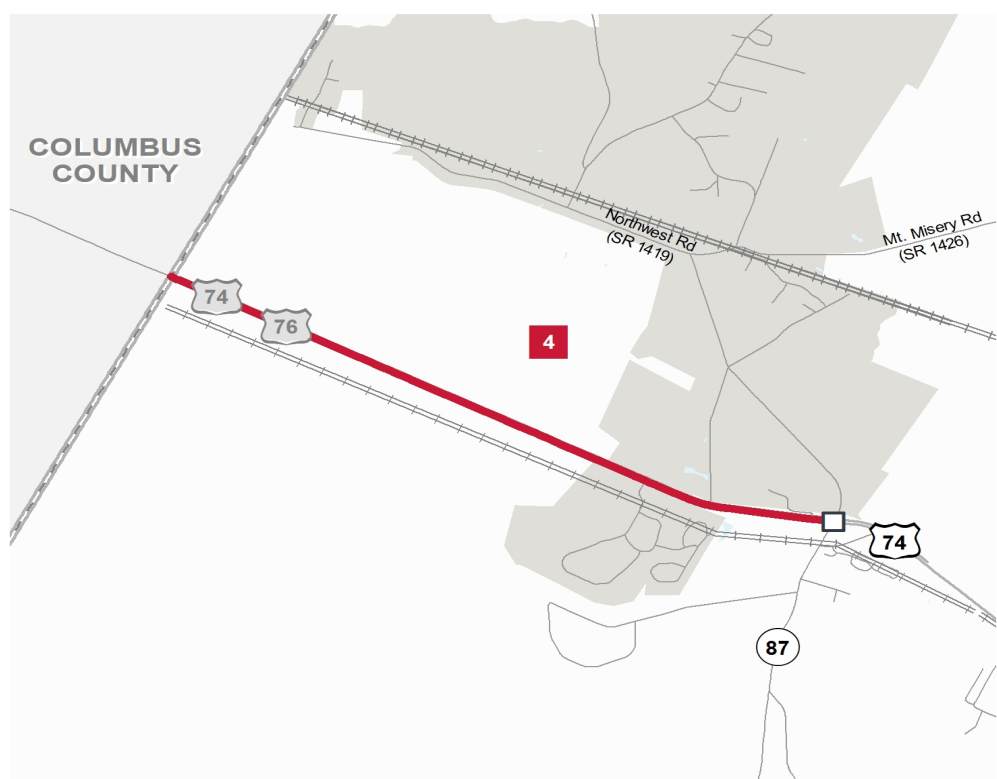 COLUMBUS
COUNTY
Northwest Rd
(SR 1419)
Mt. Misery Rd
(SR 1426)
74
76
4
74
87